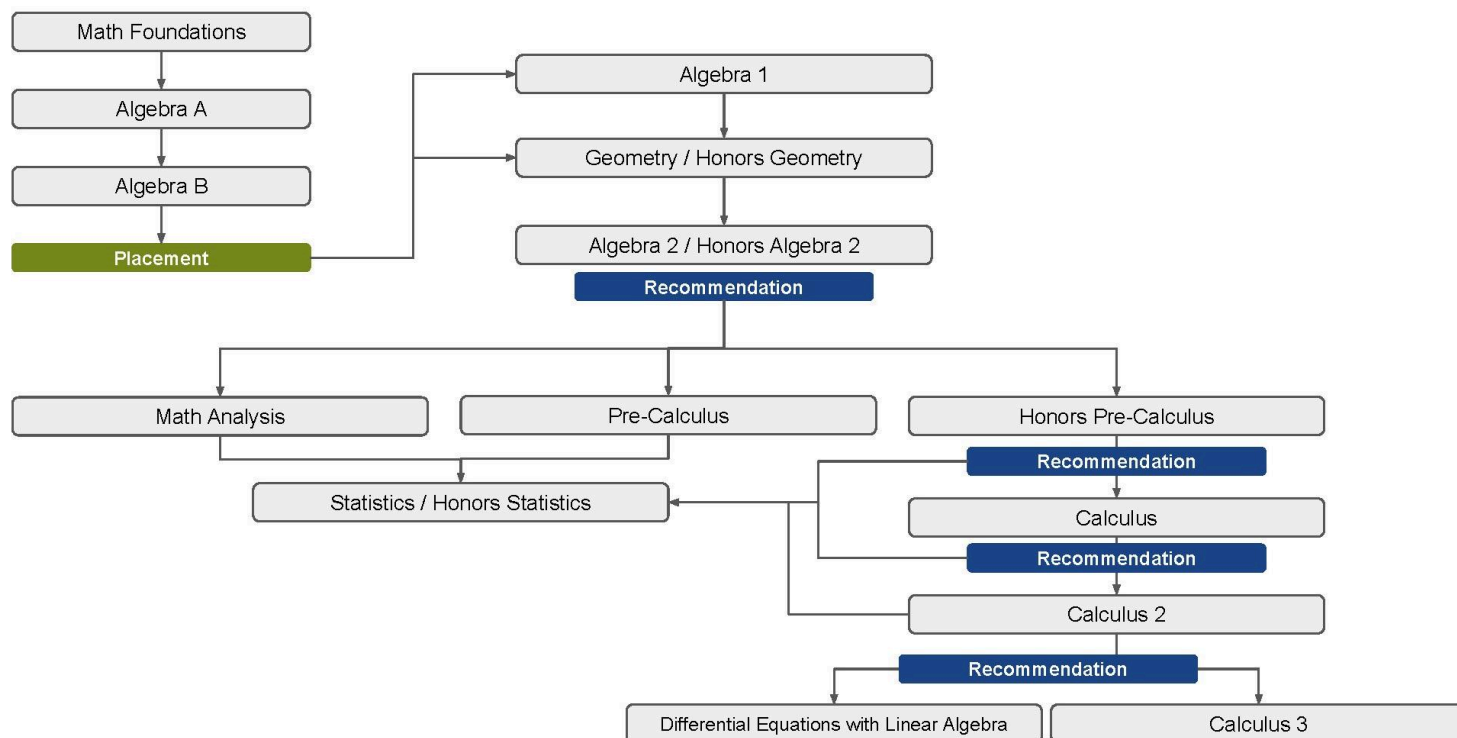 Math Foundations
Algebra A
Algebra B
Placement
Algebra 1
Geometry / Honors Geometry
Algebra 2 / Honors Algebra 2
Recommendation
Math Analysis
Pre-Calculus
Honors Pre-Calculus
Recommendation
Statistics / Honors Statistics
Calculus
Recommendation
Calculus 2
Recommendation
Differential Equations with Linear Algebra
Calculus 3